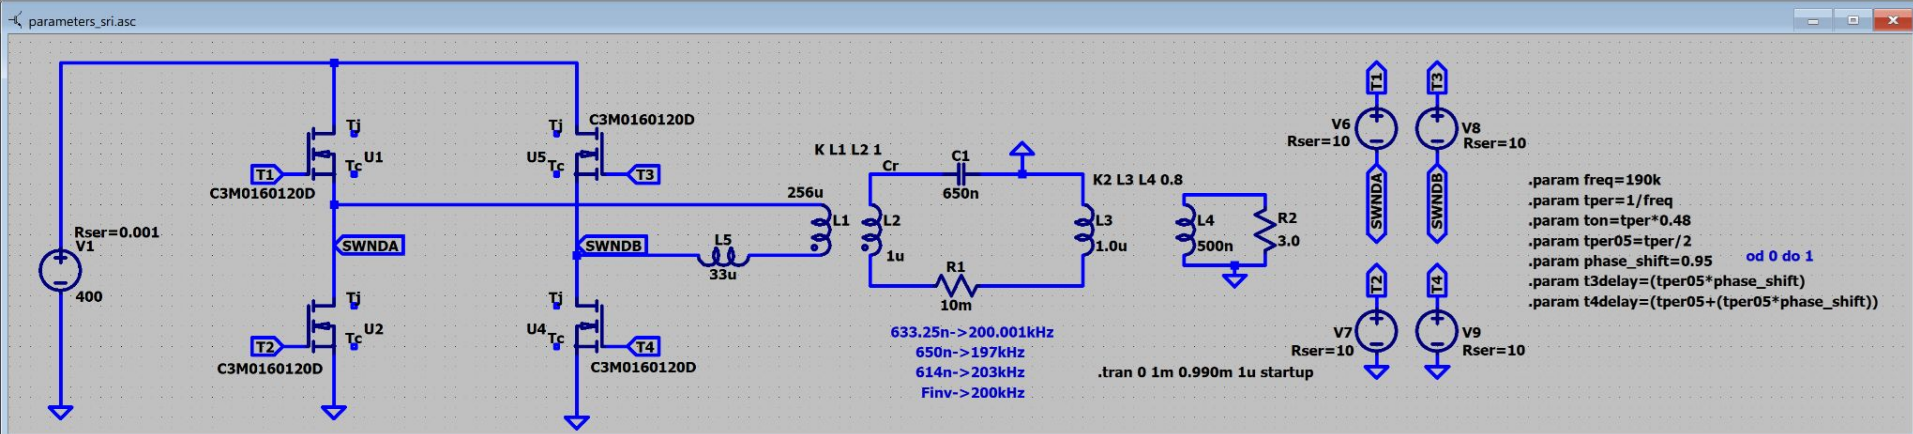 parameters_sri.asc
Rser=0.001
V1
400
T1
Tj
Tc
U1
C3M0160120D
SWNDA
T2
Tj
Tc
U2
C3M0160120D
C3M0160120D
Tj
U5
Tc
T3
SWNDB
Tj
U4
Tc
T4
C3M0160120D
L5
33u
K L1 L2 1
256u
L1
L2
1u
Cr
C1
650n
R1
10m
K2 L3 L4 0.8
L3
1.0u
L4
500n
R2
3.0
633.25n->200.001kHz
650n->197kHz
614n->203kHz
Finv->200kHz
.tran 0 1m 0.990m 1u startup
T1
V6
Rser=10
SWNDA
T3
V8
Rser=10
SWNDB
T2
V7
Rser=10
T4
V9
Rser=10
.param freq=190k
.param tper=1/freq
.param ton=tper*0.48
.param tper05=tper/2
.param phase_shift=0.95 od 0 do 1
.param t3delay=(tper05*phase_shift)
.param t4delay=(tper05+(tper05*phase_shift))